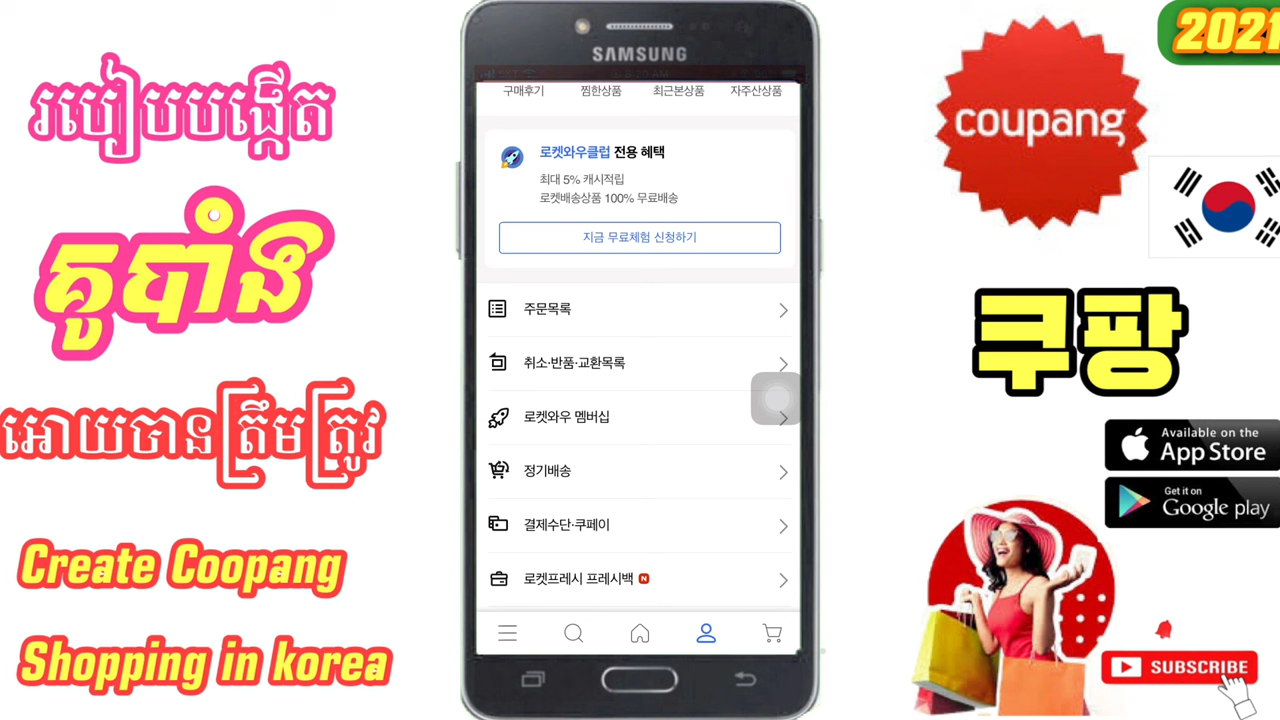 របៀបបង្កើត
គូប៉ាំង
អោយបានត្រឹមត្រូវ
Create Coopang
Shopping in korea
SAMSUNG
구매후기 찜한상품 최근본상품 자주산상품
로켓와우클럽 전용 혜택
최대 5% 캐시적립
로켓배송상품 100% 무료배송
지금 무료체험 신청하기
주문목록
취소·반품·교환목록
로켓와우 멤버십
정기배송
결제수단·쿠페이
로켓프레시 프레시백 N
2021
coupang
쿠팡
Available on the
App Store
Get it on
Google play
SUBSCRIBE